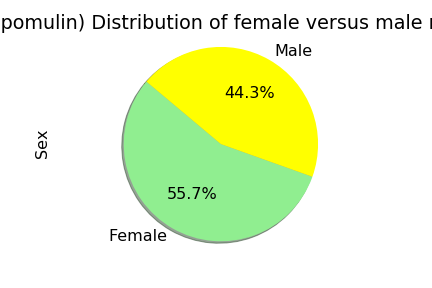 pomulin) Distribution of female versus male
Male
44.3%
Sex
55.7%
Female